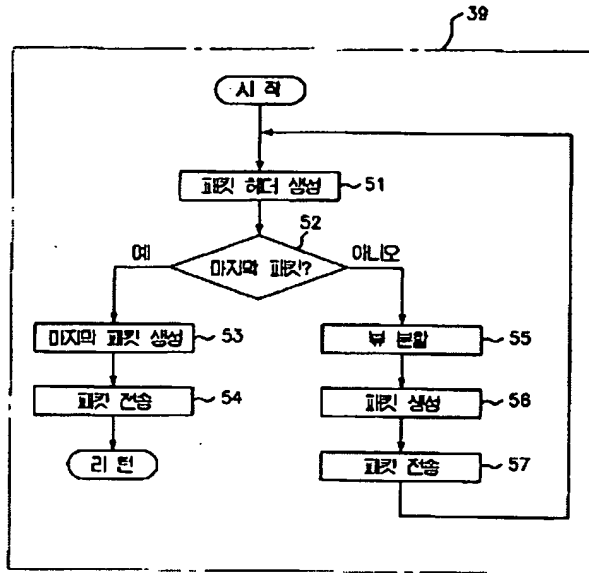 39
시 작
패킷 헤더 생성
51
52
마지막 패킷?
예
아니오
마지막 패킷 생성
53
뷰 분할
55
패킷 전송
54
패킷 생성
56
리 턴
패킷 전송
57